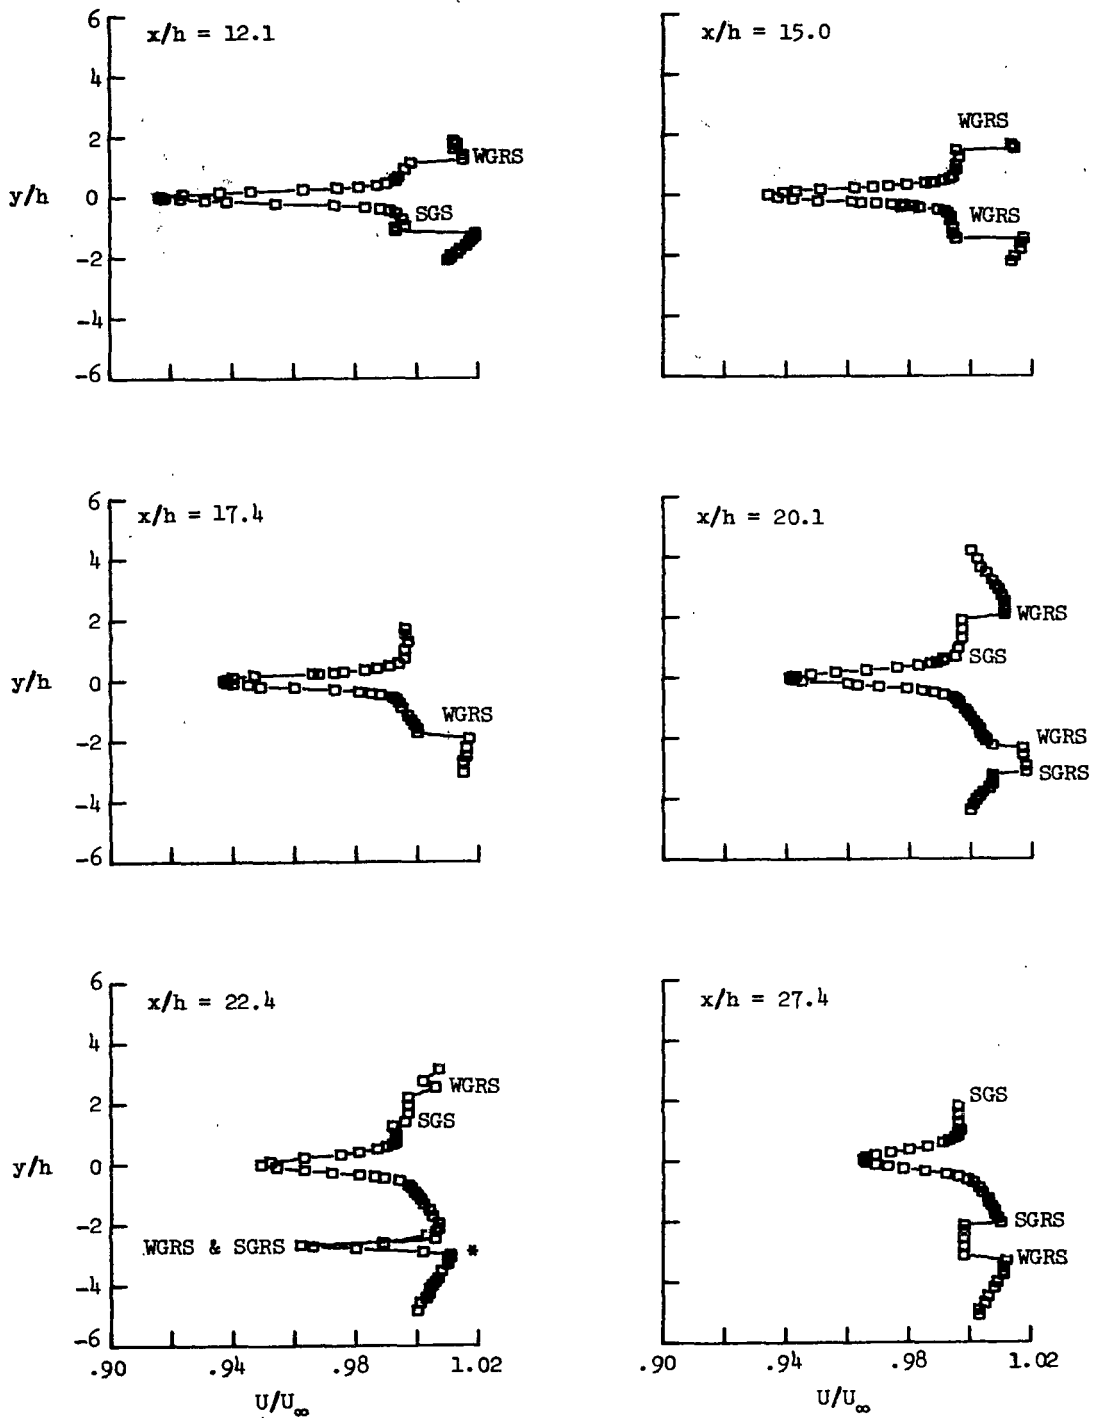 x/h = 12.1
6
4
2
0
-2
-4
-6
y/h
WGRS
SGS
x/h = 15.0
WGRS
WGRS
x/h = 17.4
6
4
2
0
-2
-4
-6
y/h
WGRS
x/h = 20.1
WGRS
SGS
WGRS
SGRS
x/h = 22.4
6
4
2
0
-2
-4
-6
y/h
WGRS
SGS
WGRS & SGRS
*
.90 .94 .98 1.02
U/U∞
x/h = 27.4
SGS
SGRS
WGRS
.90 .94 .98 1.02
U/U∞